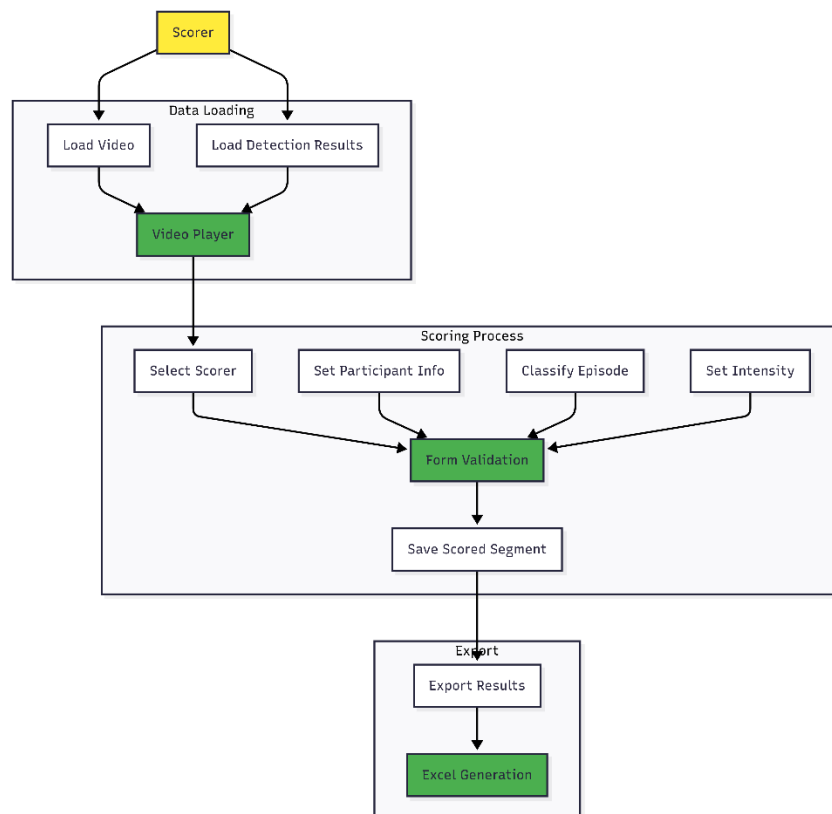 Scorer
Data Loading
Load Video
Load Detection Results
Video Player
Scoring Process
Select Scorer
Set Participant Info
Classify Episode
Set Intensity
Form Validation
Save Scored Segment
Export
Export Results
Excel Generation